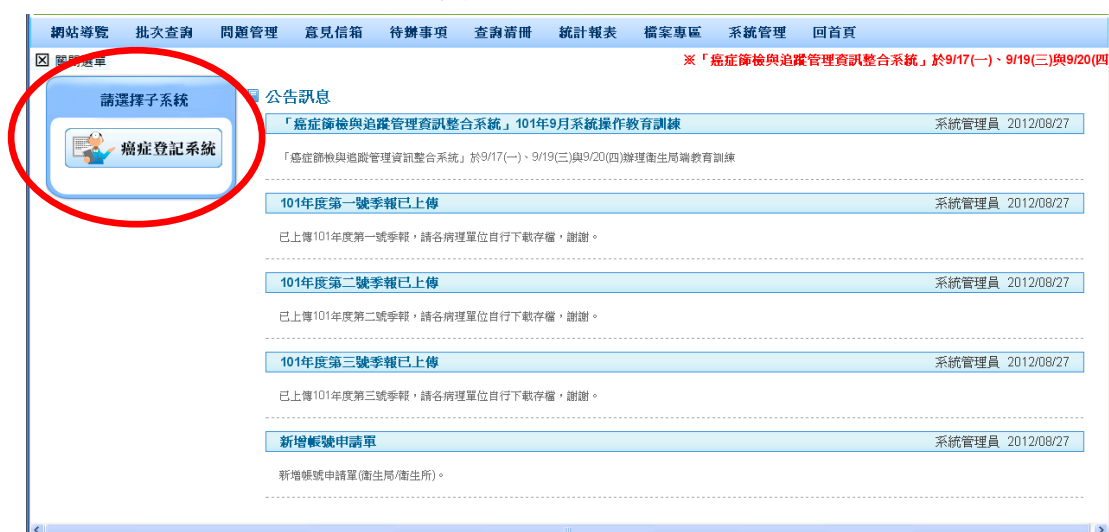 網站導覽 批次查詢 問題管理 意見信箱 待辦事項 查詢清冊 統計報表 檔案專區 系統管理 回首頁
關閉選單
※「癌症篩檢與追蹤管理資訊整合系統」於9/17(一)、9/19(三)與9/20(四
請選擇子系統
癌症登記系統
公告訊息
「癌症篩檢與追蹤管理資訊整合系統」101年9月系統操作教育訓練 系統管理員 2012/08/27
「癌症篩檢與追蹤管理資訊整合系統」於9/17(一)、9/19(三)與9/20(四)辦理衛生局端教育訓練
101年度第一號季報已上傳 系統管理員 2012/08/27
已上傳101年度第一號季報，請各病理單位自行下載存檔，謝謝。
101年度第二號季報已上傳 系統管理員 2012/08/27
已上傳101年度第二號季報，請各病理單位自行下載存檔，謝謝。
101年度第三號季報已上傳 系統管理員 2012/08/27
已上傳101年度第三號季報，請各病理單位自行下載存檔，謝謝。
新增帳號申請單 系統管理員 2012/08/27
新增帳號申請單(衛生局/衛生所)。